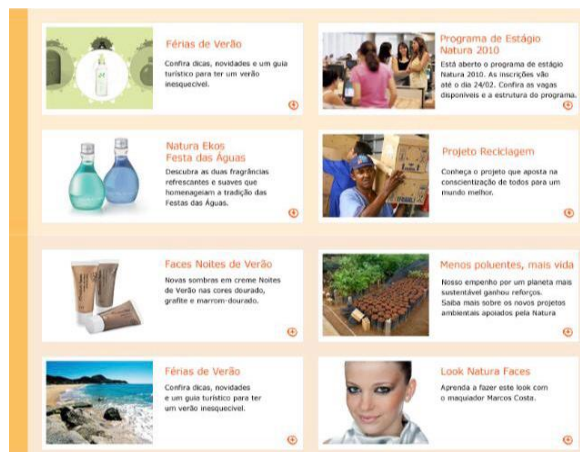 Férias de Verão
Confira dicas, novidades e um guia
turístico para ter um verão
inesquecível.
Programa de Estágio
Natura 2010
Está aberto o programa de estágio
Natura 2010. As inscrições vão
até o dia 24/02. Confira as vagas
disponíveis e a estrutura do programa.
Natura Ekos
Festa das Águas
Descubra as duas fragrâncias
refrescantes e suaves que
homenageiam a tradição das
Festas das Águas.
Projeto Reciclagem
Conheça o projeto que aposta na
conscientização de todos para um
mundo melhor.
Faces Noites de Verão
Novas sombras em creme Noites
de Verão nas cores dourado,
grafite e marrom-dourado.
Menos poluentes, mais vida
Nosso empenho por um planeta mais
sustentável ganhou reforços.
Saiba mais sobre os novos projetos
ambientais apoiados pela Natura
Férias de Verão
Confira dicas, novidades
e um guia turístico para ter
um verão inesquecível.
Look Natura Faces
Aprenda a fazer este look com
o maquiador Marcos Costa.